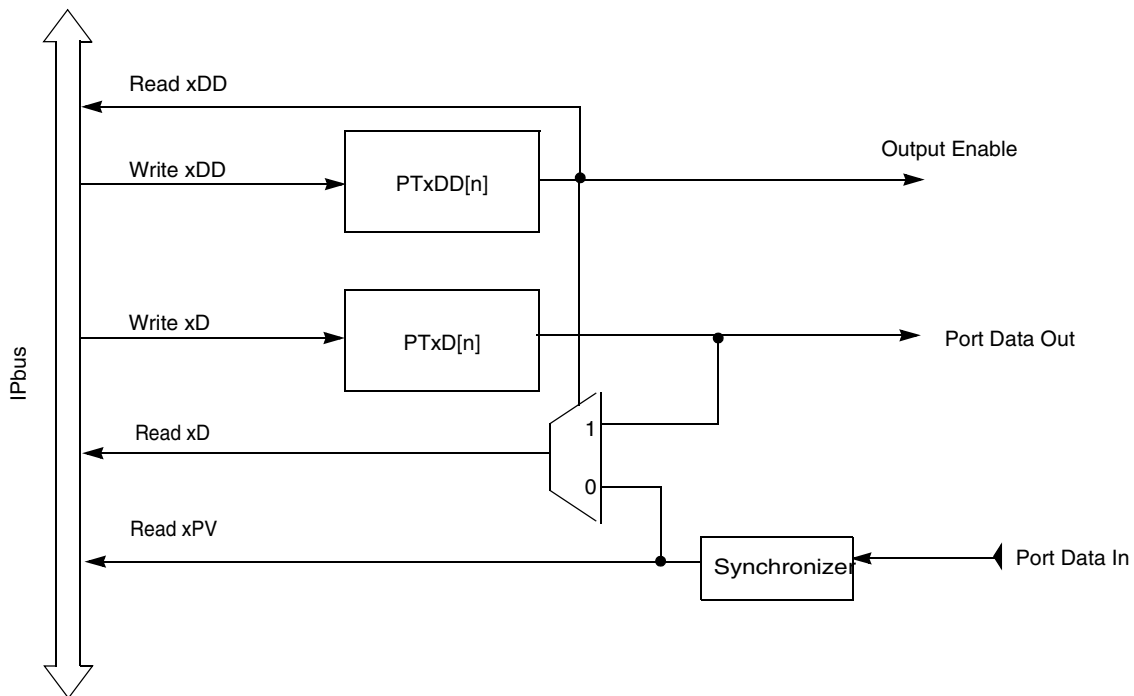 Read xDD
Write xDD
PTxDD[n]
Output Enable
Write xD
PTxD[n]
Port Data Out
IPbus
Read xD
1
0
Read xPV
Synchronizer
Port Data In